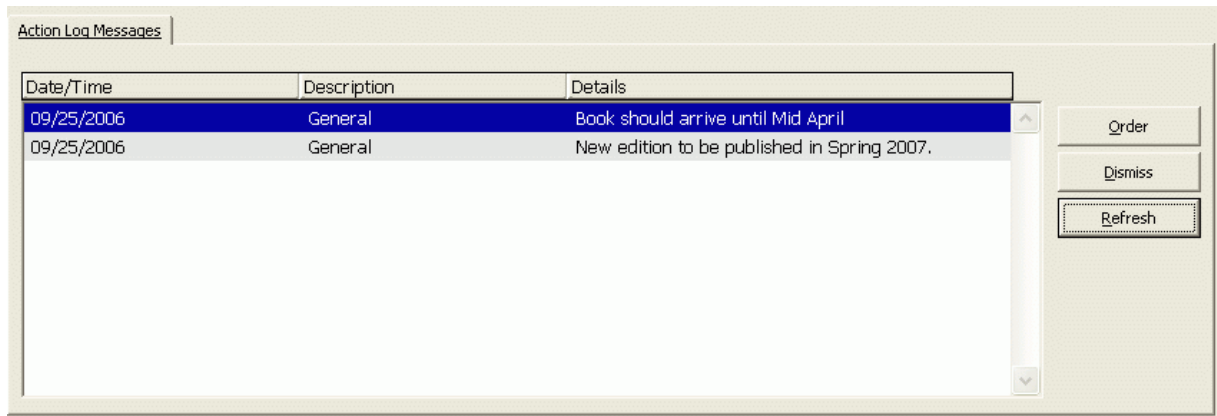 Action Log Messages
Date/Time Description Details
09/25/2006 General Book should arrive until Mid April
09/25/2006 General New edition to be published in Spring 2007.
Order
Dismiss
Refresh